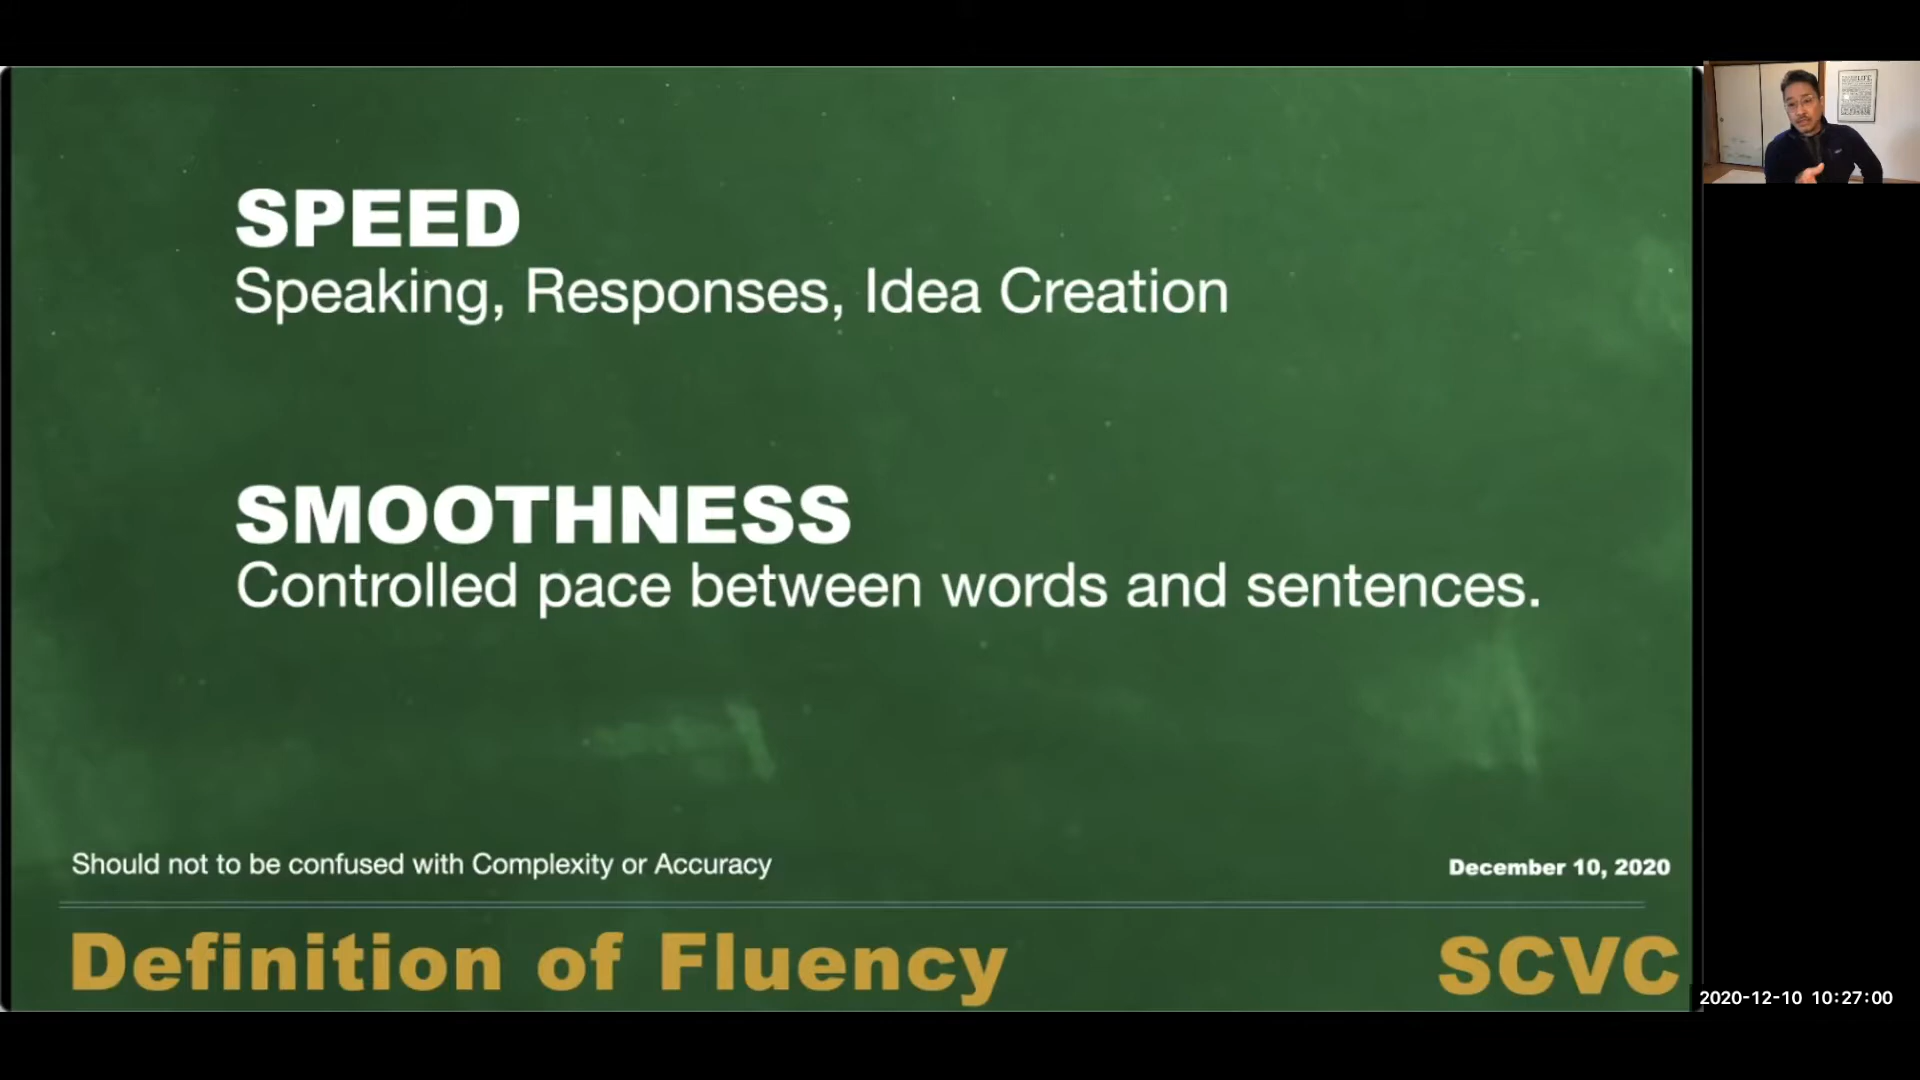 SPEED
Speaking, Responses, Idea Creation
SMOOTHNESS
Controlled pace between words and sentences.
Should not to be confused with Complexity or Accuracy
December 10, 2020
Definition of Fluency
SCVC
2020-12-10 10:27:00